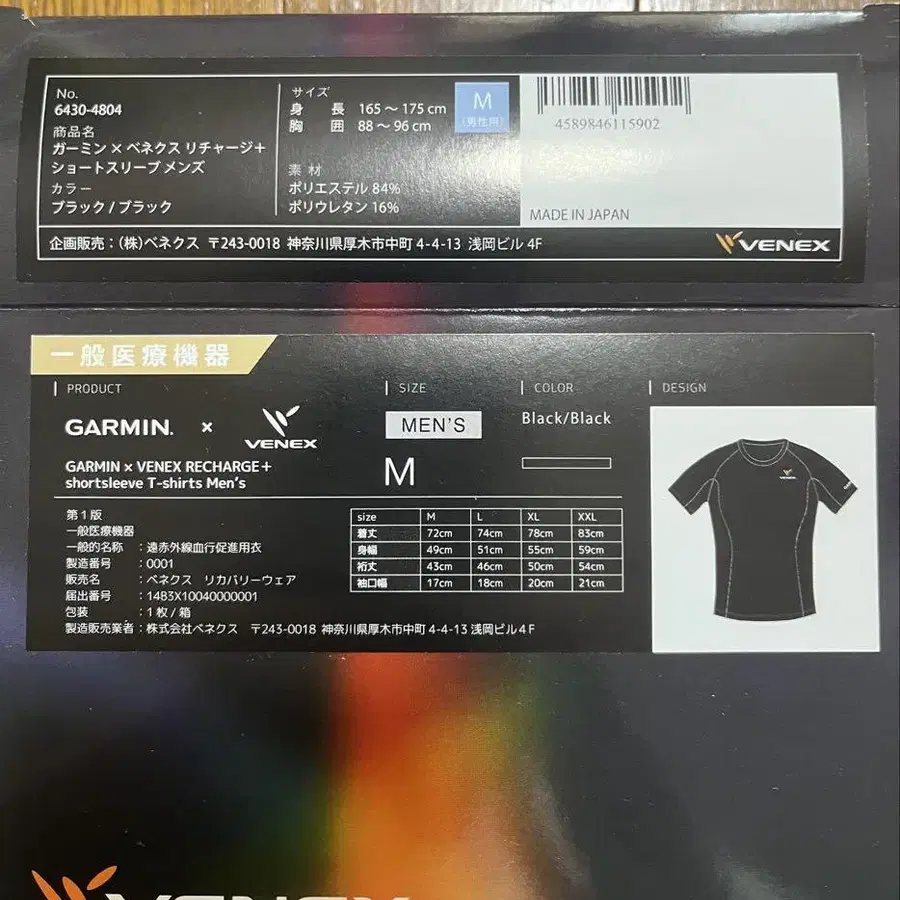 No.
6430-4804
商品名
ガーミン × ベネクス リチャージ＋
ショートスリーブ メンズ
カラー
ブラック / ブラック
サイズ
身 長 165 ～ 175 cm
胸 囲 88 ～ 96 cm
M
(男性用)
素 材
ポリエステル 84%
ポリウレタン 16%
4589846115902
MADE IN JAPAN
企画販売：(株)ベネクス 〒243-0018 神奈川県厚木市中町 4-4-13 浅岡ビル 4F
VENEX
一般医療機器
PRODUCT
SIZE
COLOR
DESIGN
GARMIN. × VENEX
MEN'S
Black/Black
GARMIN × VENEX RECHARGE＋
shortsleeve T-shirts Men's
M
第１版
一般医療機器
一般的名称 ：遠赤外線血行促進用衣
製造番号 ：0001
販売名 ：ベネクス リカバリーウェア
届出番号 ：14B3X10040000001
包装 ：１枚 / 箱
製造販売業者：株式会社ベネクス 〒243-0018 神奈川県厚木市中町 4-4-13 浅岡ビル４F
size M L XL XXL
着丈 72cm 74cm 78cm 83cm
身幅 49cm 51cm 55cm 59cm
裄丈 43cm 46cm 50cm 54cm
袖口幅 17cm 18cm 20cm 21cm
VENEX
VENEX